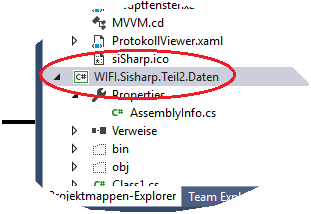 MVVM.cd
ProtokollViewer.xaml
siSharp.ico
C# WIFI.Sisharp.Teil2.Daten
Properties
C# AssemblyInfo.cs
Verweise
bin
obj
C# Class1.cs
Projektmappen-Explorer Team Expl